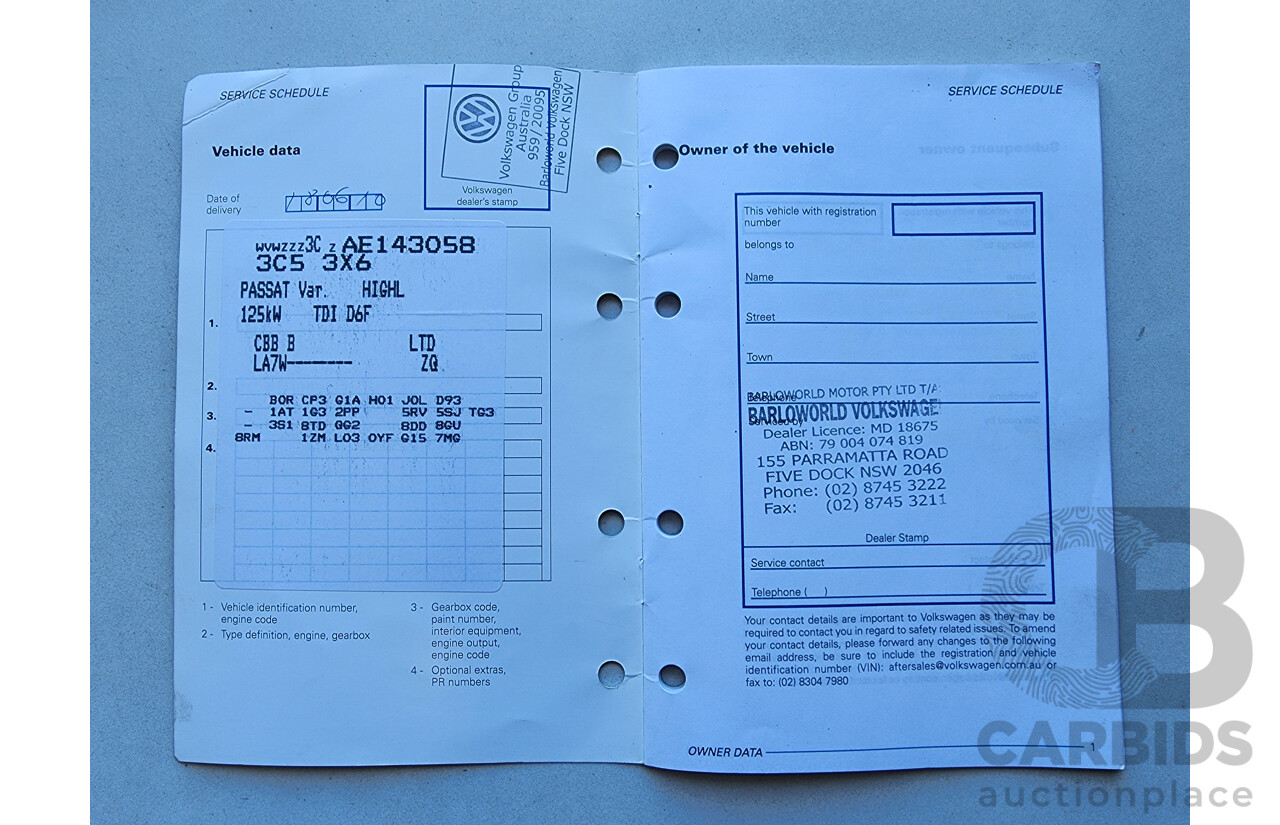 SERVICE SCHEDULE
Vehicle data
Date of
delivery
180610
Volkswagen Group
Australia
959 / 20095
Barloworld Volkswagen
Five Dock NSW
Volkswagen
dealer's stamp
WVWZZZ3C Z AE143058
3C5 3X6
PASSAT Var. HIGHL
125kW TDI D6F
1.
CBB B LTD
LA7W-------- ZQ
2.
B0R CP3 G1A H01 J0L D93
3. - 1AT 1G3 2PP 5RV 5SJ TG3
- 3S1 8TD GG2 8DD 8GU
8RM 1ZM L03 0YF G15 7MG
4.
1 - Vehicle identification number,
engine code
2 - Type definition, engine, gearbox
3 - Gearbox code,
paint number,
interior equipment,
engine output,
engine code
4 - Optional extras,
PR numbers
SERVICE SCHEDULE
Owner of the vehicle
This vehicle with registration
number
belongs to
Name
Street
Town
Telephone
BARLOWORLD MOTOR PTY LTD T/A
BARLOWORLD VOLKSWAGEN
Serviced by
Dealer Licence: MD 18675
ABN: 79 004 074 819
155 PARRAMATTA ROAD
FIVE DOCK NSW 2046
Phone: (02) 8745 3222
Fax: (02) 8745 3211
Dealer Stamp
Service contact
Telephone ( )
Your contact details are important to Volkswagen as they may be
required to contact you in regard to safety related issues. To amend
your contact details, please forward any changes to the following
email address, be sure to include the registration and vehicle
identification number (VIN): aftersales@volkswagen.com.au or
fax to: (02) 8304 7980
OWNER DATA 1
CARBIDS
auctionplace